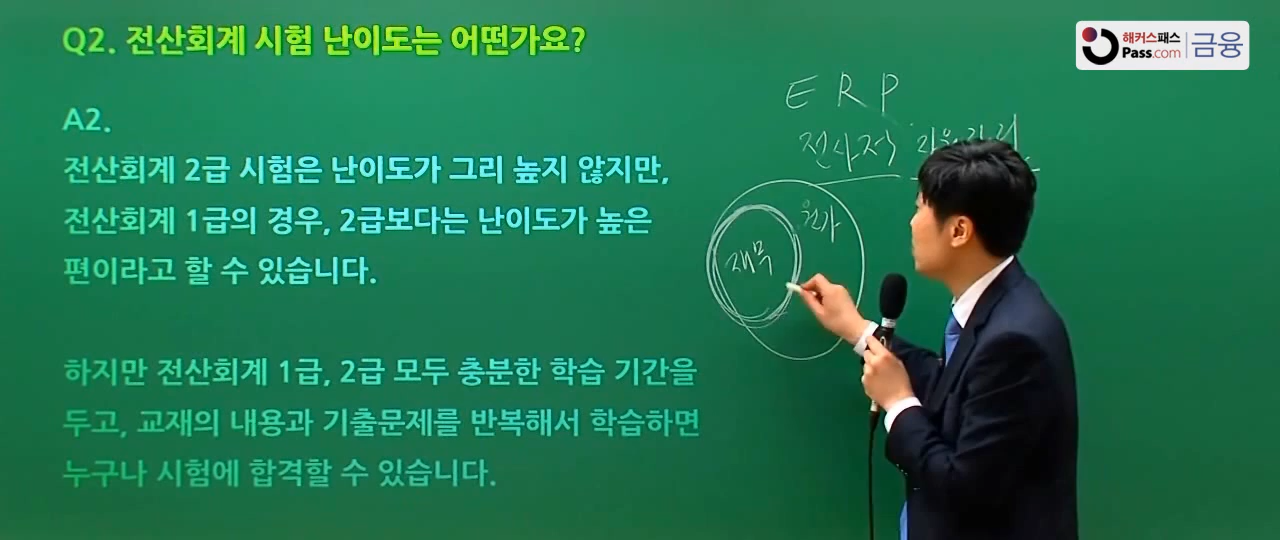 Q2. 전산회계 시험 난이도는 어떤가요?
해커스패스
Pass.com
금융
A2.
전산회계 2급 시험은 난이도가 그리 높지 않지만,
전산회계 1급의 경우, 2급보다는 난이도가 높은
편이라고 할 수 있습니다.
하지만 전산회계 1급, 2급 모두 충분한 학습 기간을
두고, 교재의 내용과 기출문제를 반복해서 학습하면
누구나 시험에 합격할 수 있습니다.
ERP
전사적
원가
재무